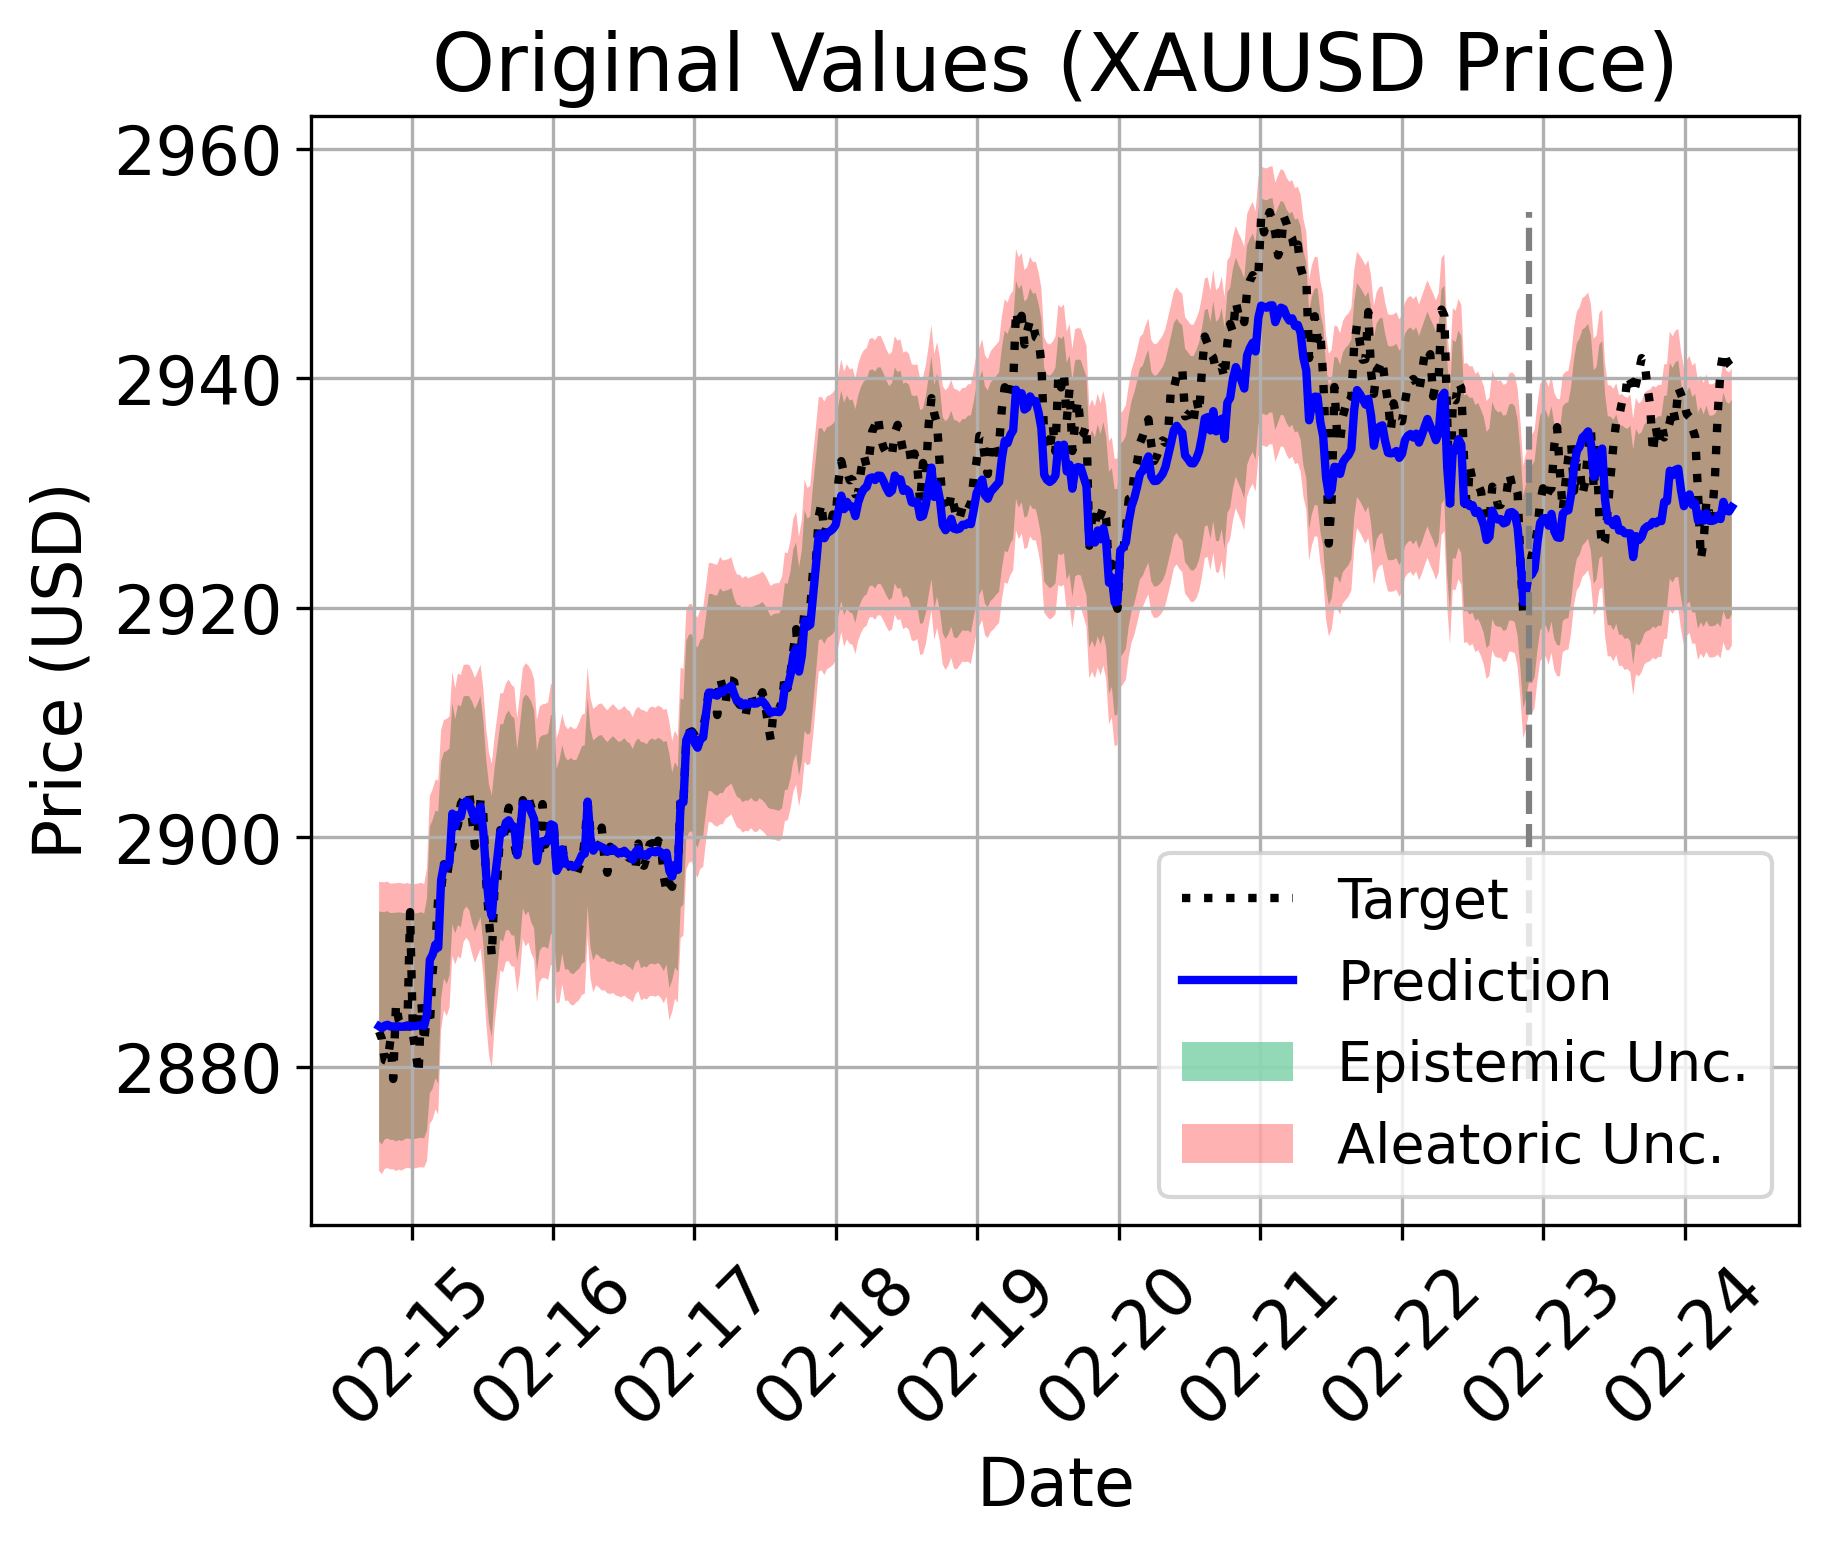 Original Values (XAUUSD Price)
2960
2940
2920
2900
2880
Price (USD)
Target
Prediction
Epistemic Unc.
Aleatoric Unc.
02-15
02-16
02-17
02-18
02-19
02-20
02-21
02-22
02-23
02-24
Date